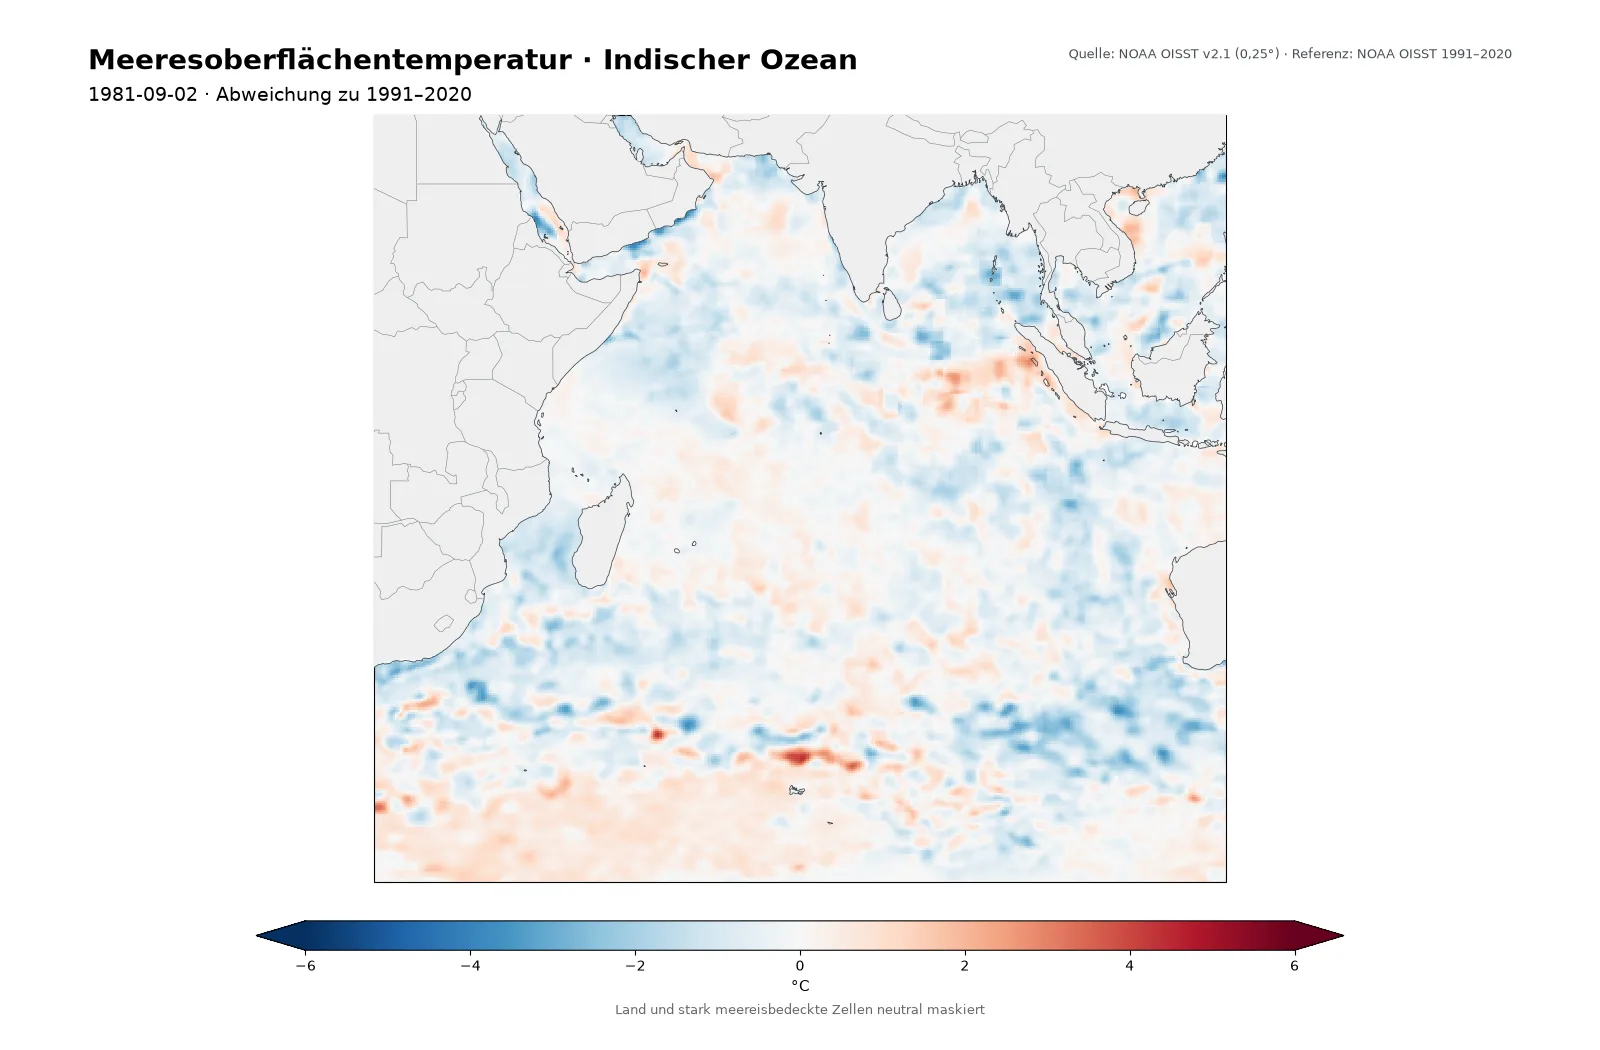 Meeresoberflächentemperatur · Indischer Ozean
Quelle: NOAA OISST v2.1 (0,25°) · Referenz: NOAA OISST 1991–2020
1981-09-02 · Abweichung zu 1991–2020
−6 −4 −2 0 2 4 6
°C
Land und stark meereisbedeckte Zellen neutral maskiert